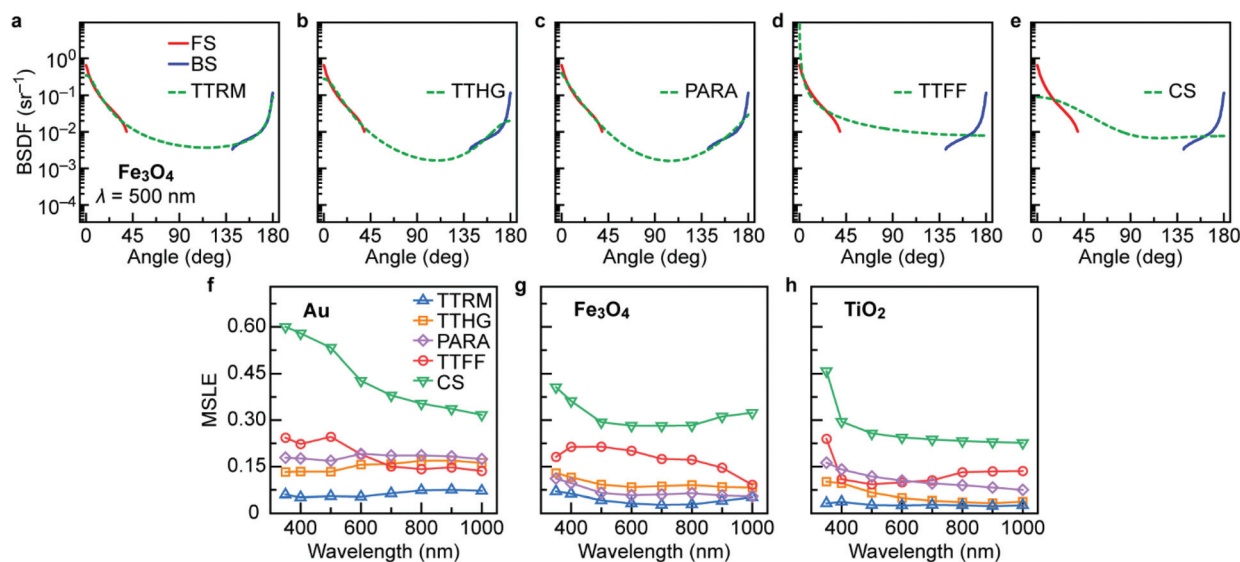 a
b
c
d
e
BSDF (sr⁻¹)
10⁰
10⁻¹
10⁻²
10⁻³
10⁻⁴
FS
BS
TTRM
Fe₃O₄
λ = 500 nm
TTHG
PARA
TTFF
CS
0 45 90 135 180
0 45 90 135 180
0 45 90 135 180
0 45 90 135 180
0 45 90 135 180
Angle (deg)
Angle (deg)
Angle (deg)
Angle (deg)
Angle (deg)
f
g
h
MSLE
0.60
0.45
0.30
0.15
0
Au
TTRM
TTHG
PARA
TTFF
CS
Fe₃O₄
TiO₂
400 600 800 1000
400 600 800 1000
400 600 800 1000
Wavelength (nm)
Wavelength (nm)
Wavelength (nm)